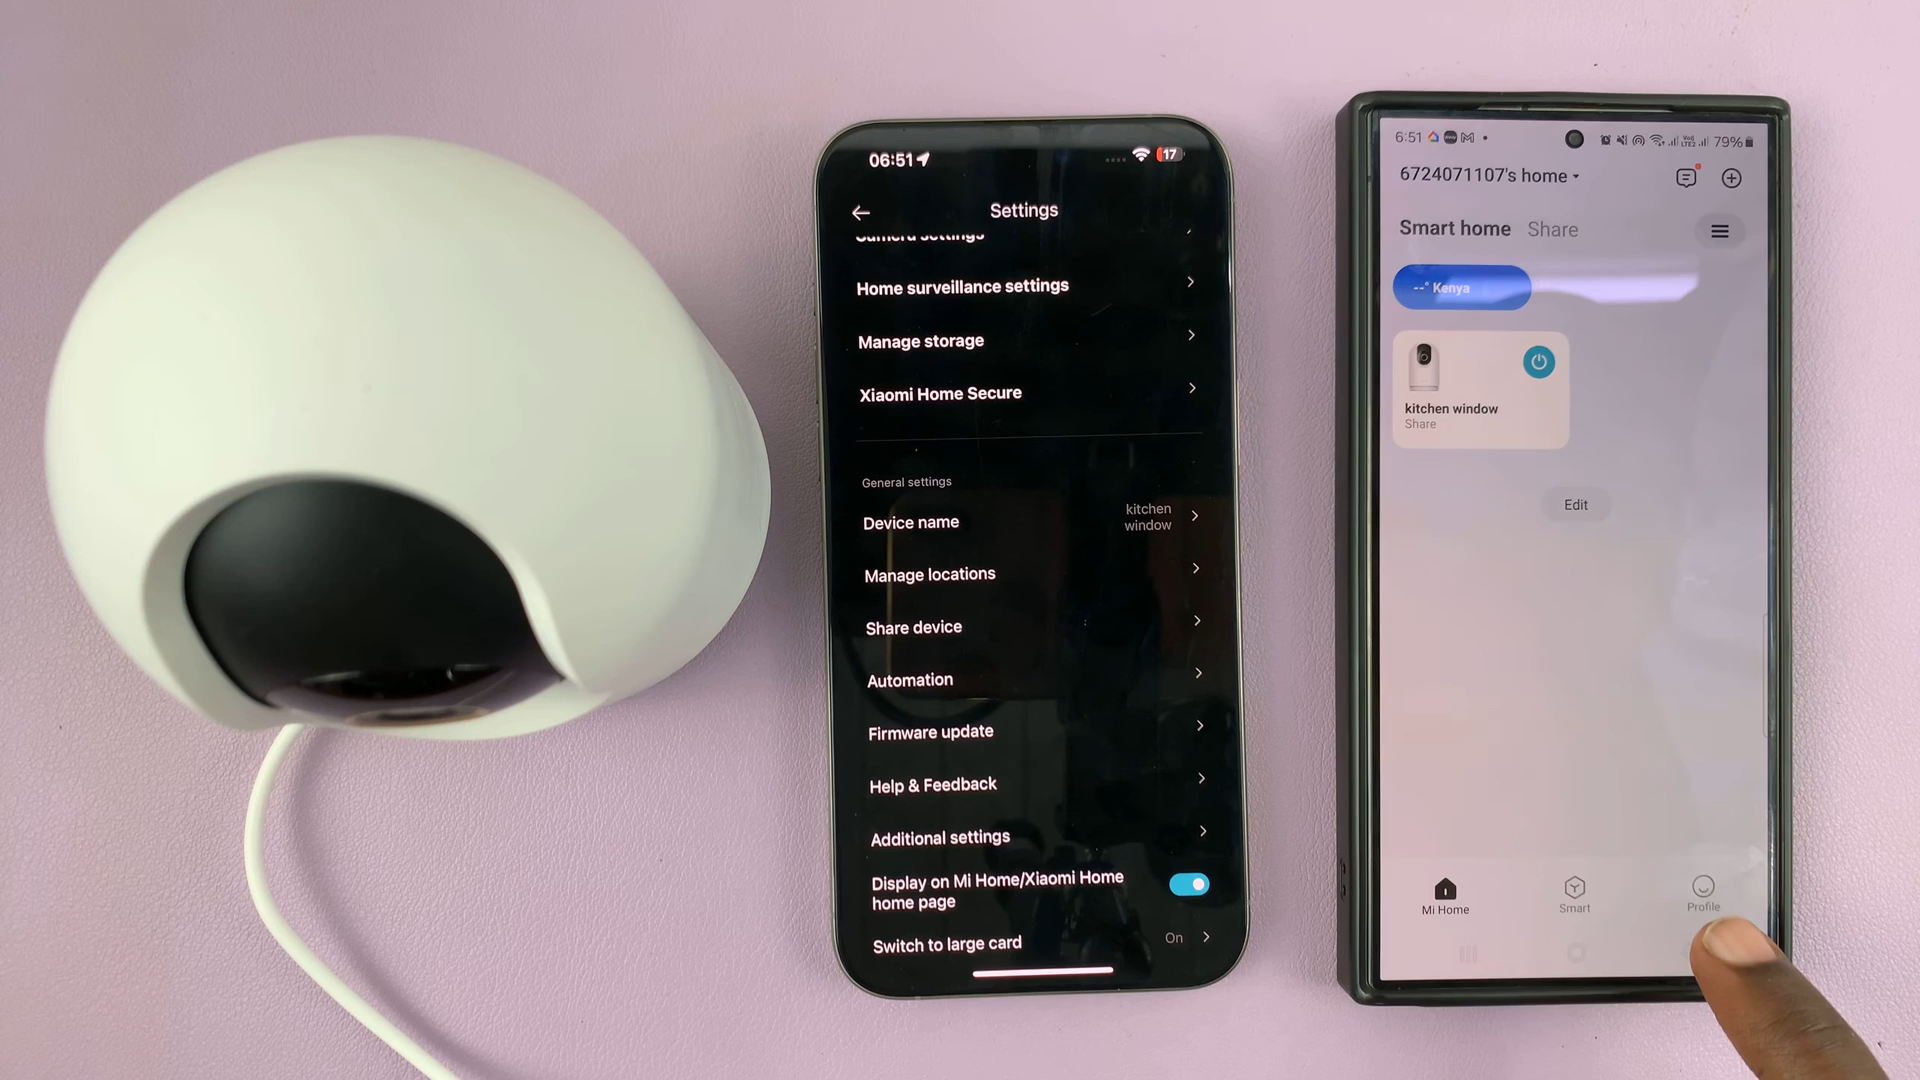 06:51
17
Settings
Camera settings
Home surveillance settings
Manage storage
Xiaomi Home Secure
General settings
Device name
kitchen
window
Manage locations
Share device
Automation
Firmware update
Help & Feedback
Additional settings
Display on Mi Home/Xiaomi Home
home page
Switch to large card
On
6:51
79%
6724071107's home
Smart home Share
--° Kenya
kitchen window
Share
Edit
Mi Home
Smart
Profile